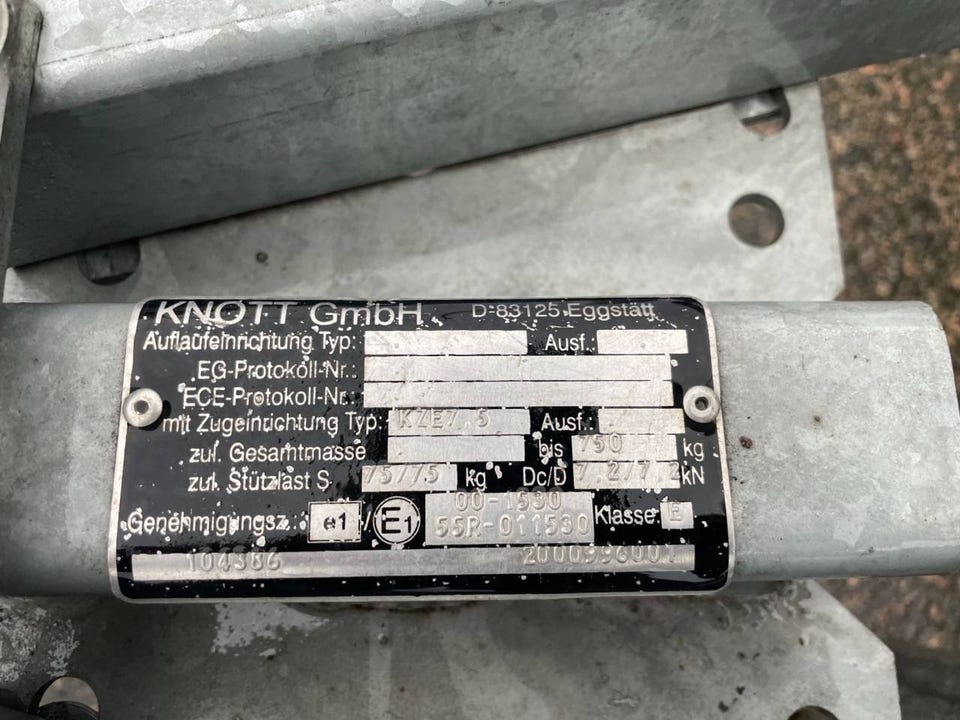 KNOTT GmbH D-83125 Eggstätt
Auflaufeinrichtung Typ: Ausf.:
EG-Protokoll-Nr.:
ECE-Protokoll-Nr.:
mit Zugeinrichtung Typ: KZE7.5 Ausf.
zul. Gesamtmasse bis 750 kg
zul. Stützlast S 75/75 kg Dc/D 7.2/7.2 kN
00-1530
Genehmigungsz.: e1 / E1 55R-011530 Klasse: E
104386 2000996001